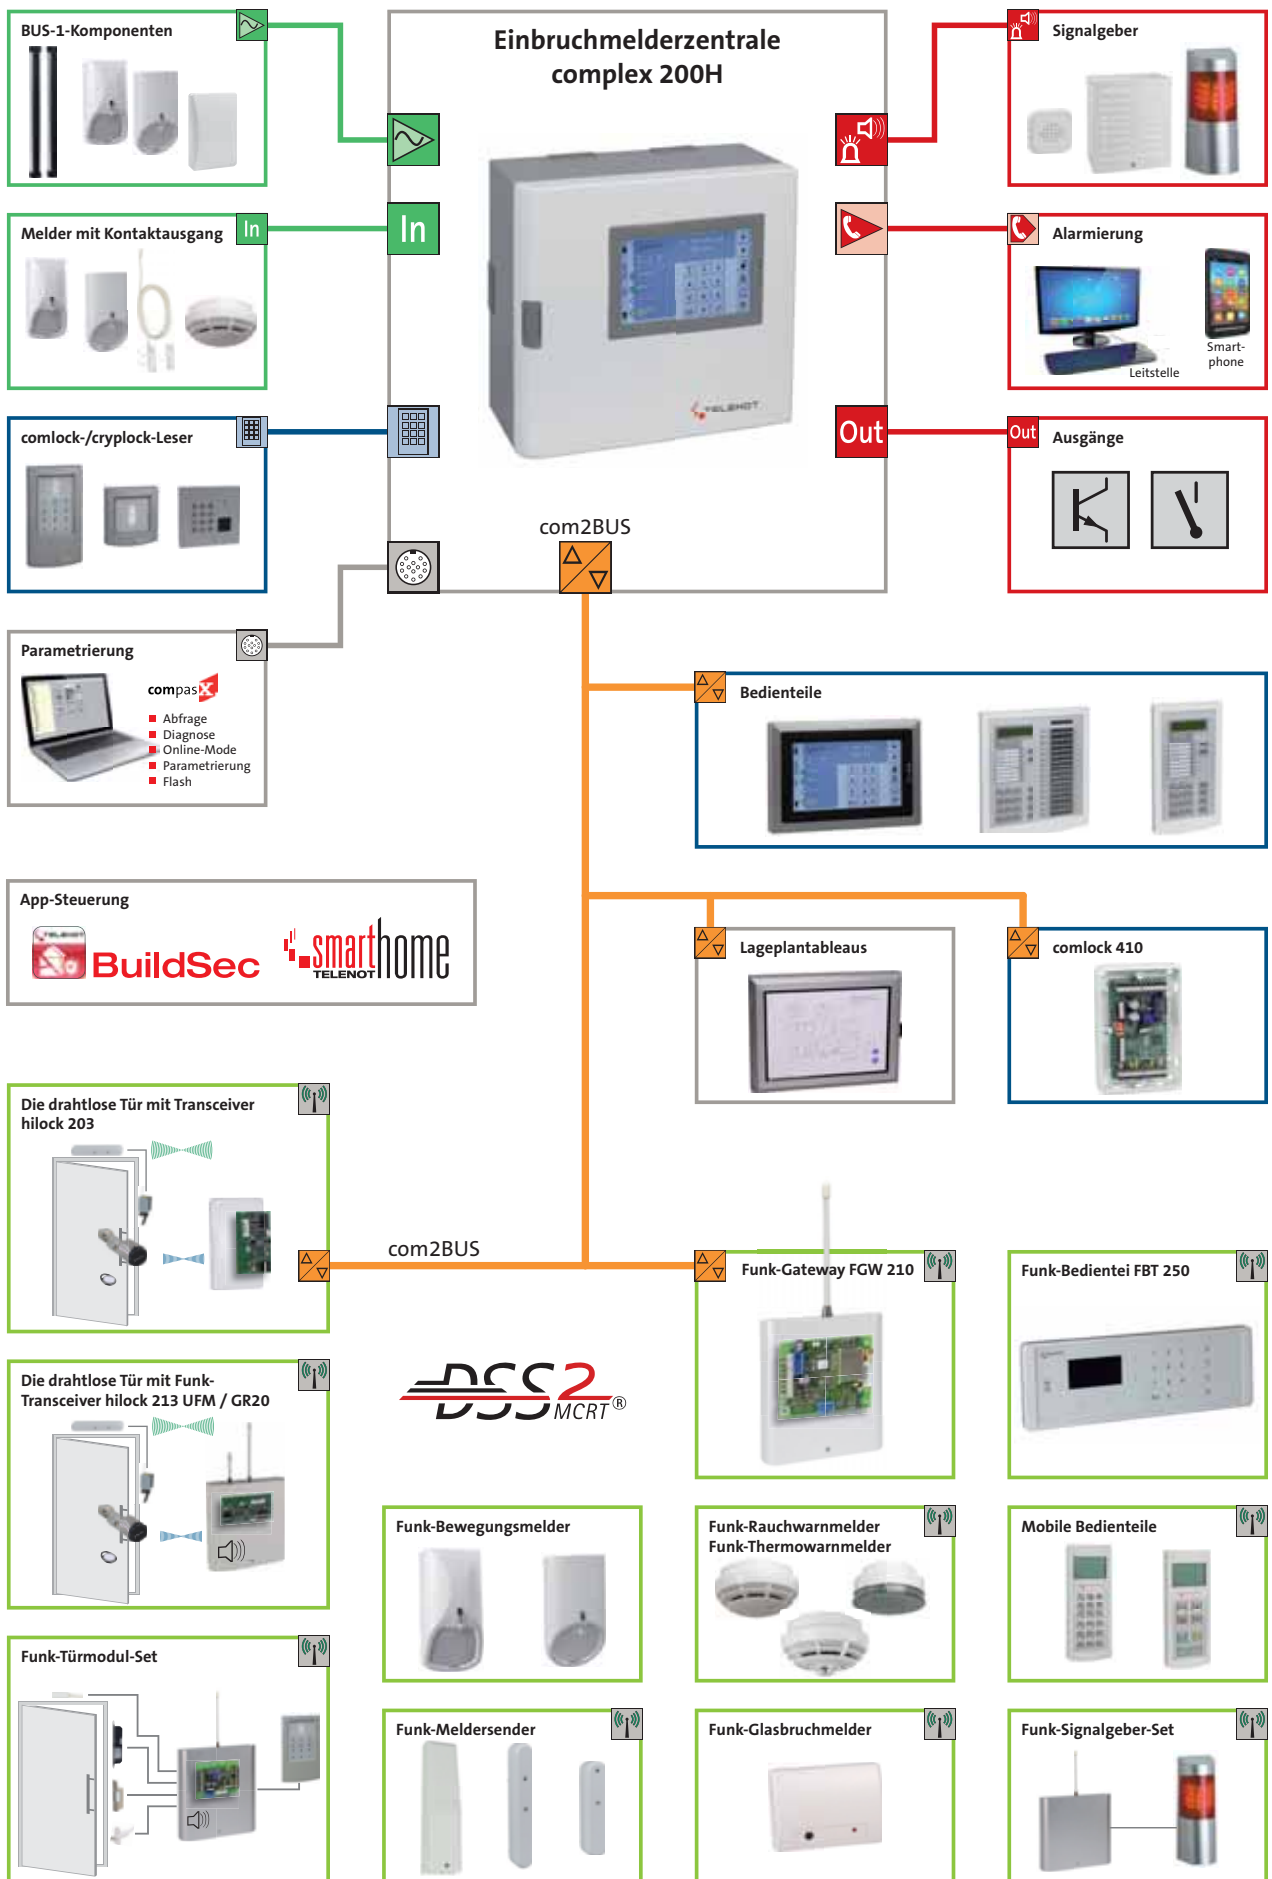 BUS-1-Komponenten
Einbruchmelderzentrale
complex 200H
Signalgeber
Melder mit Kontaktausgang
In
In
Alarmierung
Leitstelle
Smart-
phone
TELENOT
comlock-/cryplock-Leser
Out
Out
Ausgänge
com2BUS
Parametrierung
compasX
Abfrage
Diagnose
Online-Mode
Parametrierung
Flash
Bedienteile
App-Steuerung
TELENOT
BuildSec
smarthome
TELENOT
Lageplantableaus
comlock 410
Die drahtlose Tür mit Transceiver
hilock 203
com2BUS
Funk-Gateway FGW 210
Funk-Bedientei FBT 250
Die drahtlose Tür mit Funk-
Transceiver hilock 213 UFM / GR20
DSS2
MCRT®
Funk-Bewegungsmelder
Funk-Rauchwarnmelder
Funk-Thermowarnmelder
Mobile Bedienteile
Funk-Türmodul-Set
Funk-Meldersender
Funk-Glasbruchmelder
Funk-Signalgeber-Set